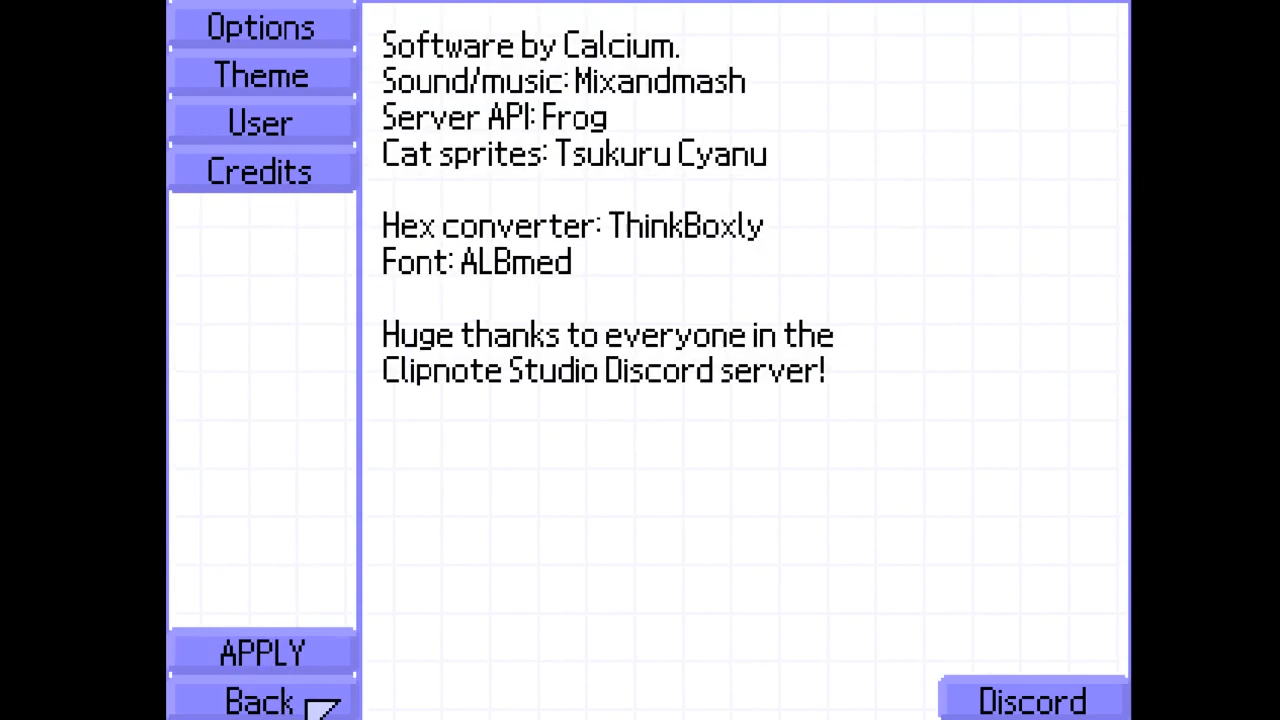 Options
Theme
User
Credits
Software by Calcium.
Sound/music: Mixandmash
Server API: Frog
Cat sprites: Tsukuru Cyanu
Hex converter: ThinkBoxly
Font: ALBmed
Huge thanks to everyone in the
Clipnote Studio Discord server!
APPLY
Back
Discord